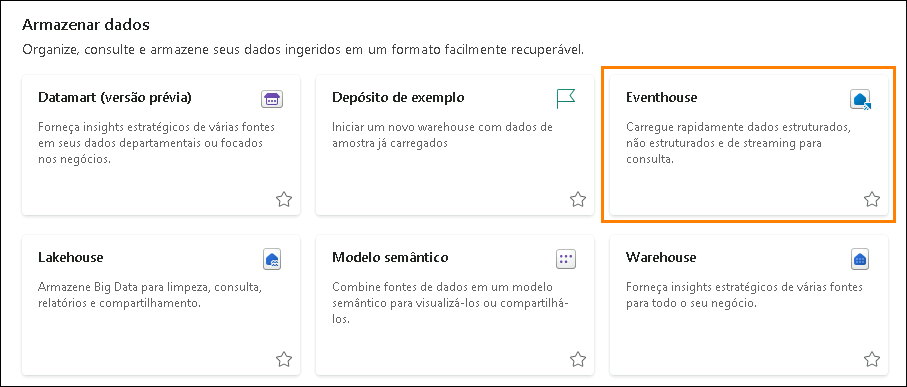 Armazenar dados
Organize, consulte e armazene seus dados ingeridos em um formato facilmente recuperável.
Datamart (versão prévia)
Forneça insights estratégicos de várias fontes
em seus dados departamentais ou focados
nos negócios.
Depósito de exemplo
Iniciar um novo warehouse com dados de
amostra já carregados
Eventhouse
Carregue rapidamente dados estruturados,
não estruturados e de streaming para
consulta.
Lakehouse
Armazene Big Data para limpeza, consulta,
relatórios e compartilhamento.
Modelo semântico
Combine fontes de dados em um modelo
semântico para visualizá-los ou compartilhá-
los.
Warehouse
Forneça insights estratégicos de várias fontes
para todo o seu negócio.